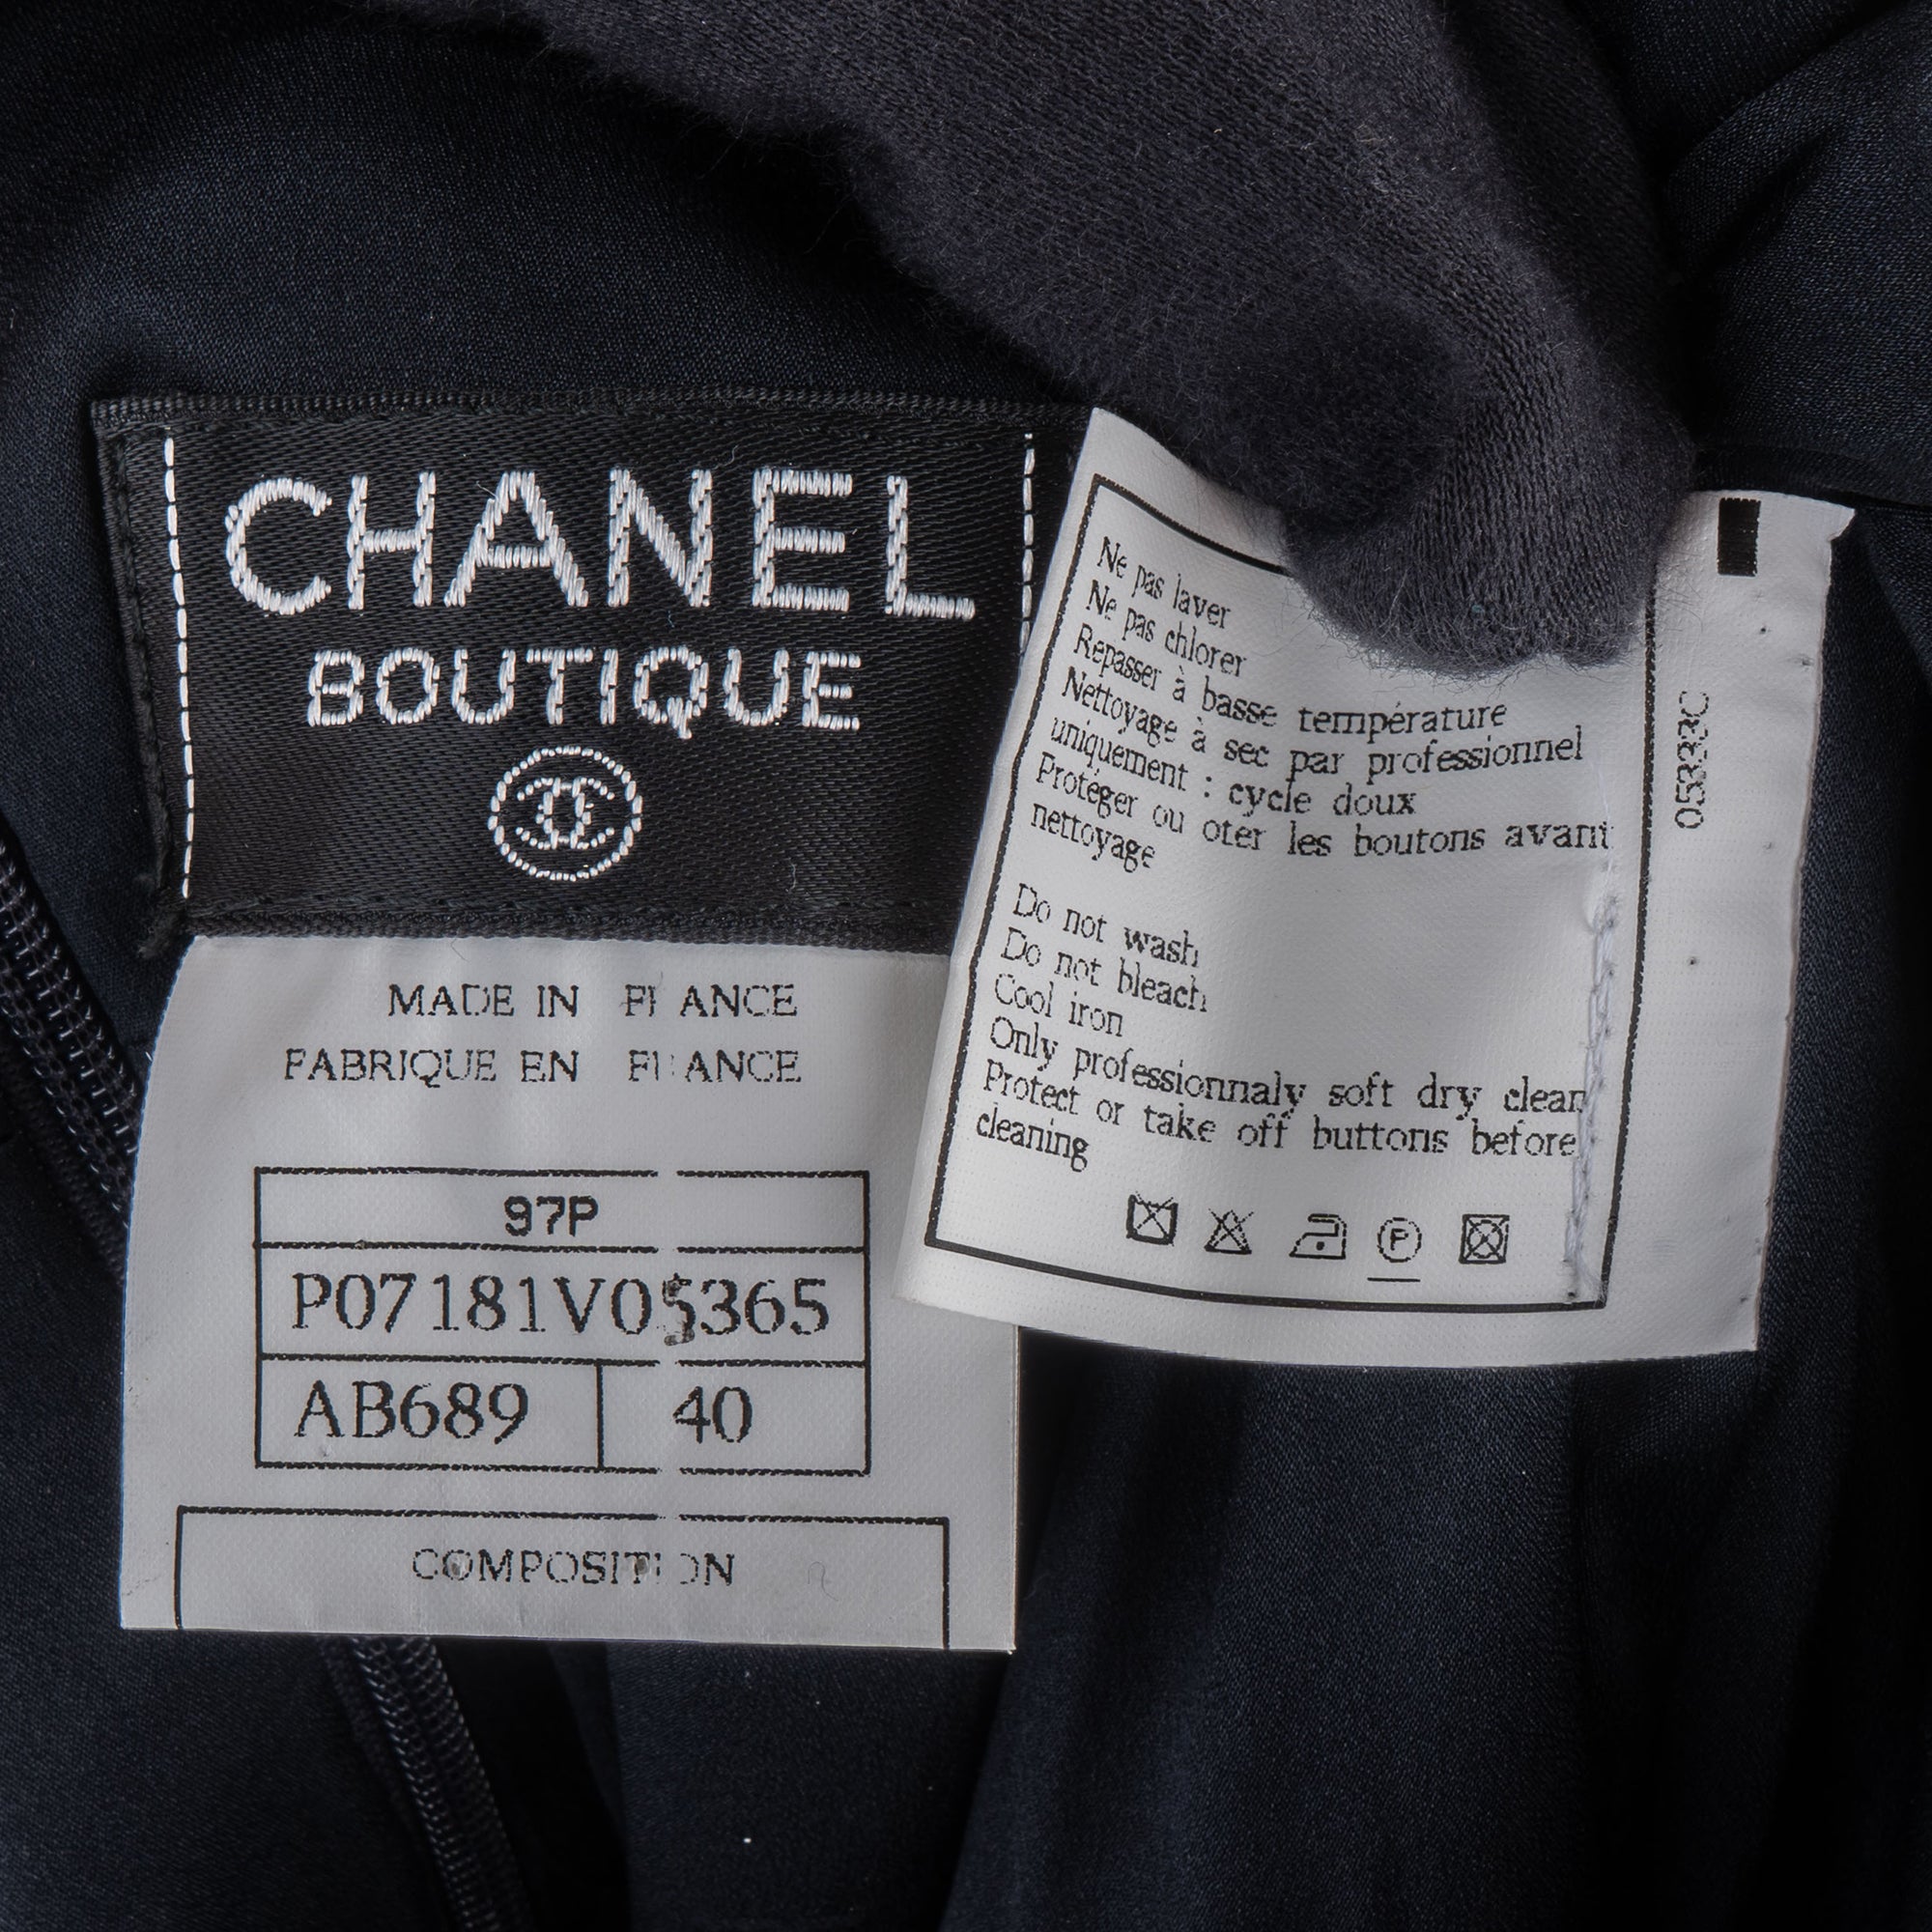 CHANEL
BOUTIQUE
MADE IN FRANCE
FABRIQUE EN FRANCE
97P
P07181V05365
AB689 40
COMPOSITION
Ne pas laver
Ne pas chlorer
Repasser à basse température
Nettoyage à sec par professionnel
uniquement : cycle doux
Protéger ou oter les boutons avant
nettoyage
Do not wash
Do not bleach
Cool iron
Only professionnaly soft dry clean
Protect or take off buttons before
cleaning
P
05333C